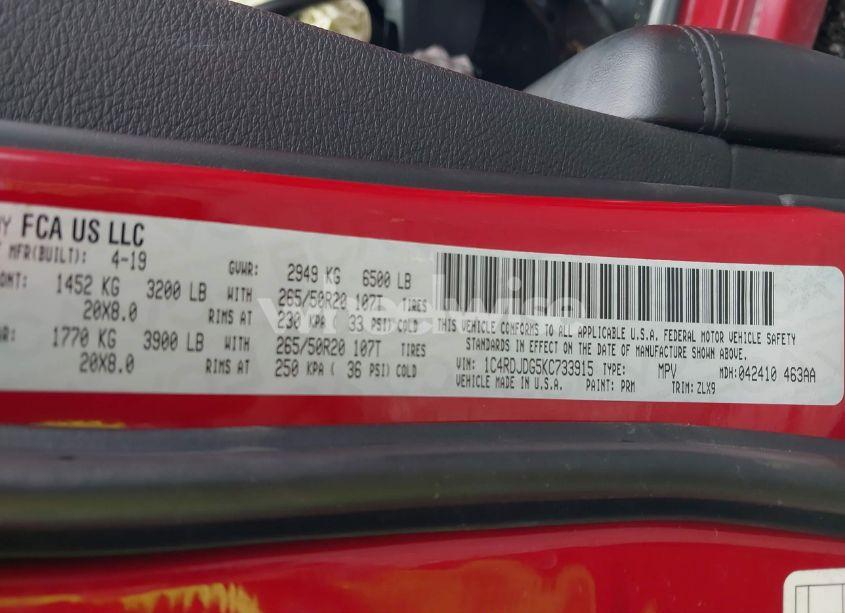 FCA US LLC
MFR(BUILT): 4-19
GVWR: 2949 KG 6500 LB
1452 KG 3200 LB WITH 265/50R20 107T TIRES
20X8.0 RIMS AT 230 KPA ( 33 PSI) COLD
1770 KG 3900 LB WITH 265/50R20 107T TIRES
20X8.0 RIMS AT 250 KPA ( 36 PSI) COLD
THIS VEHICLE CONFORMS TO ALL APPLICABLE U.S.A. FEDERAL MOTOR VEHICLE SAFETY
STANDARDS IN EFFECT ON THE DATE OF MANUFACTURE SHOWN ABOVE.
VIN: 1C4RDJDG5KC733915 TYPE: MPV MDH: 042410 463AA
VEHICLE MADE IN U.S.A. PAINT: PRM TRIM: ZLX9